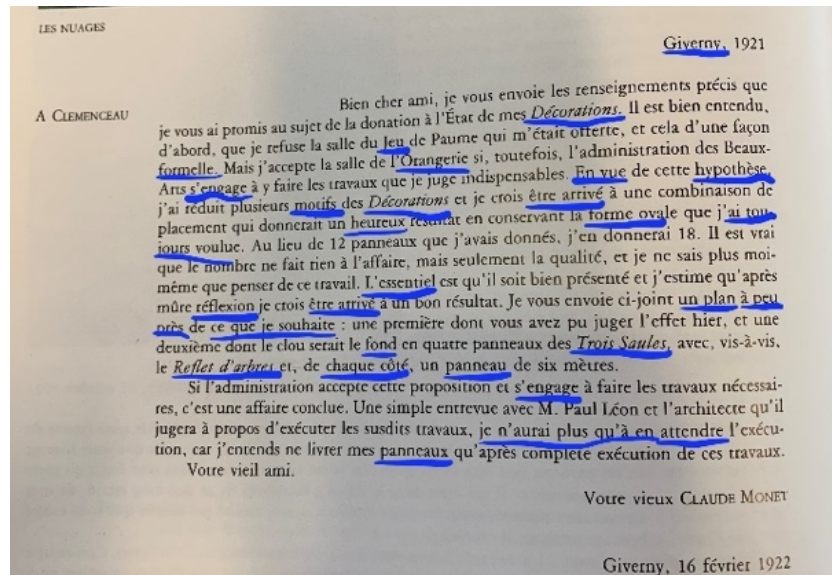 LES NUAGES
Giverny, 1921
A CLEMENCEAU
Bien cher ami, je vous envoie les renseignements précis que
je vous ai promis au sujet de la donation à l'État de mes Décorations. Il est bien entendu,
d'abord, que je refuse la salle du Jeu de Paume qui m'était offerte, et cela d'une façon
formelle. Mais j'accepte la salle de l'Orangerie si, toutefois, l'administration des Beaux-
Arts s'engage à y faire les travaux que je juge indispensables. En vue de cette hypothèse,
j'ai réduit plusieurs motifs des Décorations et je crois être arrivé à une combinaison de
placement qui donnerait un heureux résultat en conservant la forme ovale que j'ai tou-
jours voulue. Au lieu de 12 panneaux que j'avais donnés, j'en donnerai 18. Il est vrai
que le nombre ne fait rien à l'affaire, mais seulement la qualité, et je ne sais plus moi-
même que penser de ce travail. L'essentiel est qu'il soit bien présenté et j'estime qu'après
mûre réflexion je crois être arrivé à un bon résultat. Je vous envoie ci-joint un plan à peu
près de ce que je souhaite : une première dont vous avez pu juger l'effet hier, et une
deuxième dont le clou serait le fond en quatre panneaux des Trois Saules, avec, vis-à-vis,
le Reflet d'arbres et, de chaque côté, un panneau de six mètres.
Si l'administration accepte cette proposition et s'engage à faire les travaux nécessai-
res, c'est une affaire conclue. Une simple entrevue avec M. Paul Léon et l'architecte qu'il
jugera à propos d'exécuter les susdits travaux, je n'aurai plus qu'à en attendre l'exécu-
tion, car j'entends ne livrer mes panneaux qu'après complète exécution de ces travaux.
Votre vieil ami.
Votre vieux CLAUDE MONET
Giverny, 16 février 1922